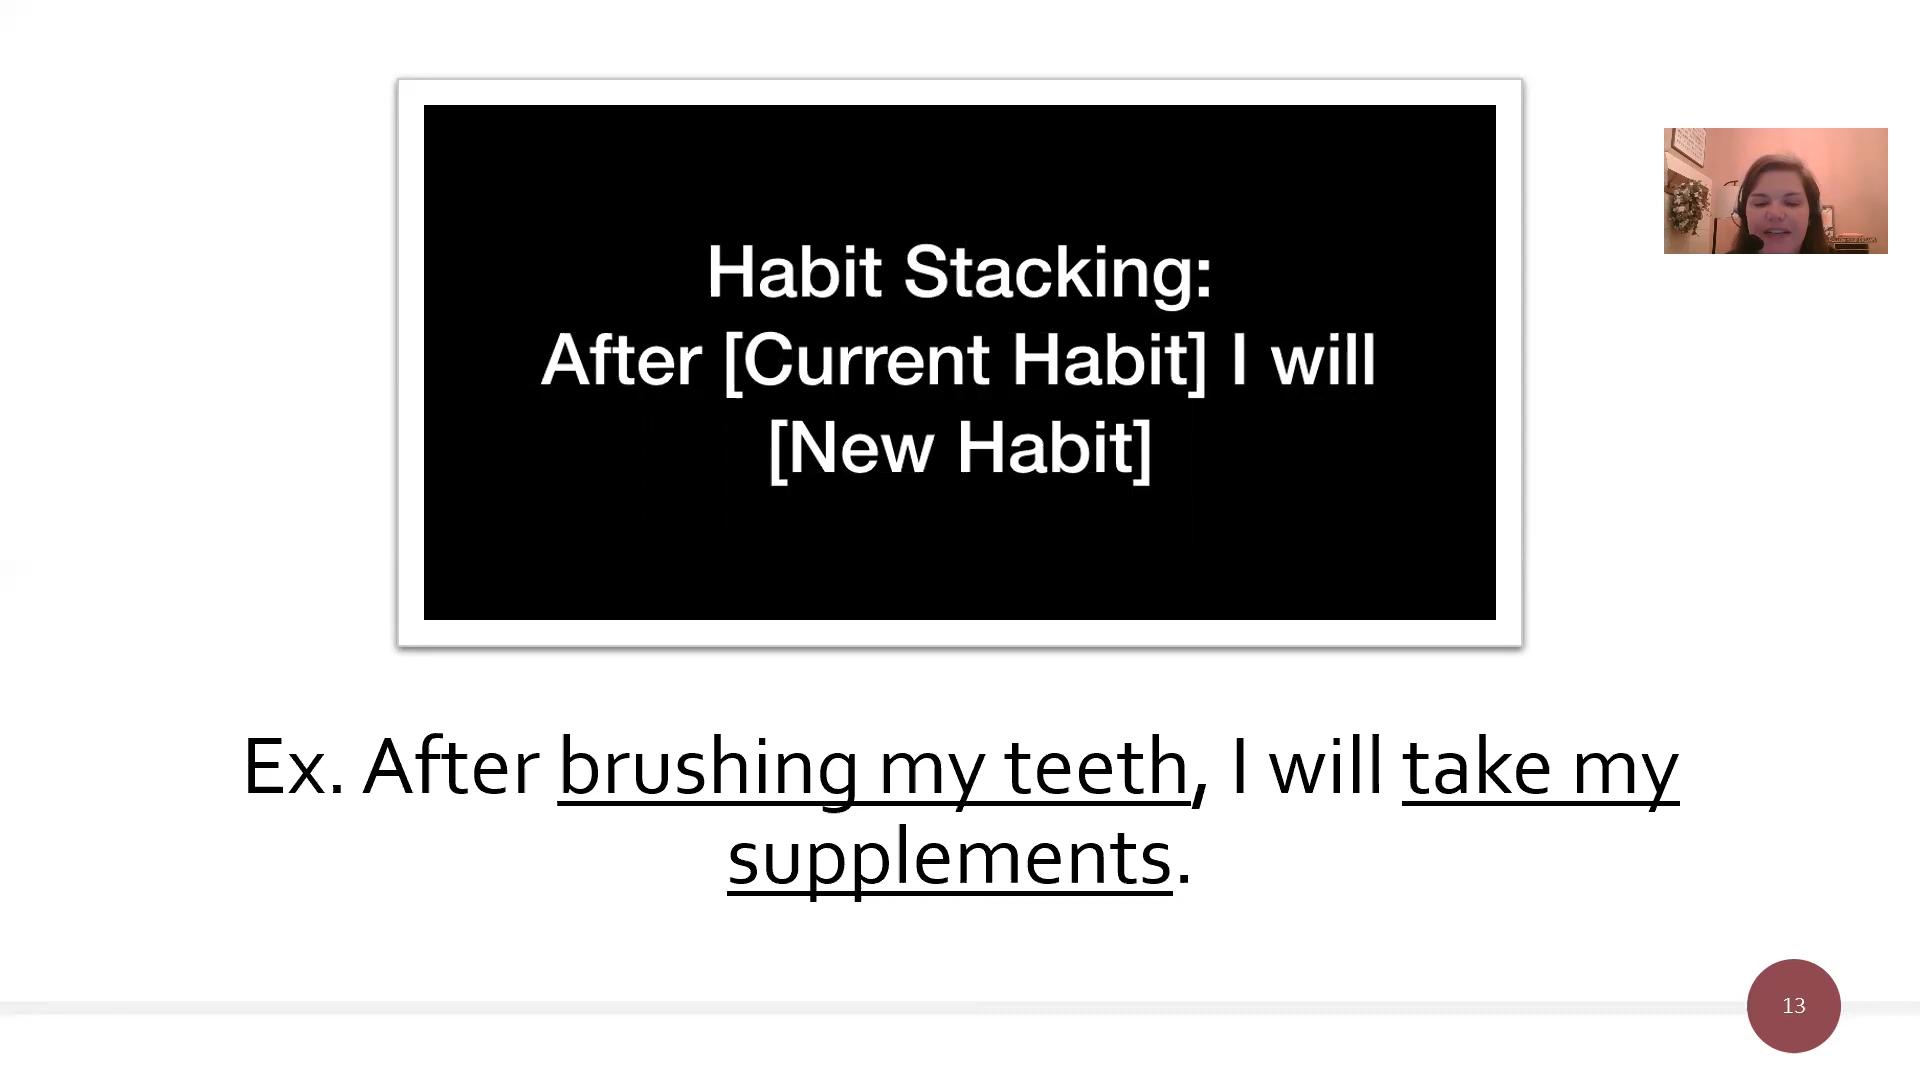 Habit Stacking:
After [Current Habit] I will
[New Habit]
Ex. After brushing my teeth, I will take my
supplements.
13